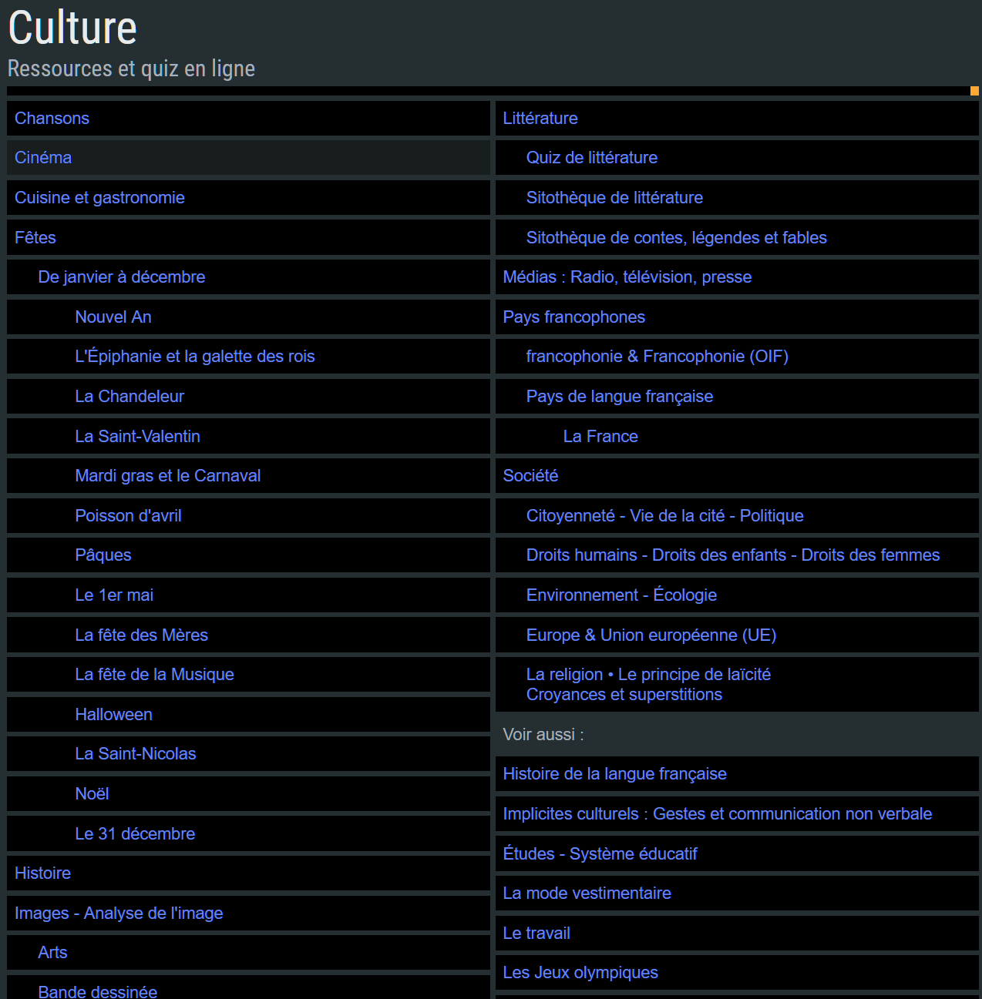 Culture
Ressources et quiz en ligne
Chansons
Cinéma
Cuisine et gastronomie
Fêtes
De janvier à décembre
Nouvel An
L'Épiphanie et la galette des rois
La Chandeleur
La Saint-Valentin
Mardi gras et le Carnaval
Poisson d'avril
Pâques
Le 1er mai
La fête des Mères
La fête de la Musique
Halloween
La Saint-Nicolas
Noël
Le 31 décembre
Histoire
Images - Analyse de l'image
Arts
Bande dessinée
Littérature
Quiz de littérature
Sitothèque de littérature
Sitothèque de contes, légendes et fables
Médias : Radio, télévision, presse
Pays francophones
francophonie & Francophonie (OIF)
Pays de langue française
La France
Société
Citoyenneté - Vie de la cité - Politique
Droits humains - Droits des enfants - Droits des femmes
Environnement - Écologie
Europe & Union européenne (UE)
La religion • Le principe de laïcité
Croyances et superstitions
Voir aussi :
Histoire de la langue française
Implicites culturels : Gestes et communication non verbale
Études - Système éducatif
La mode vestimentaire
Le travail
Les Jeux olympiques